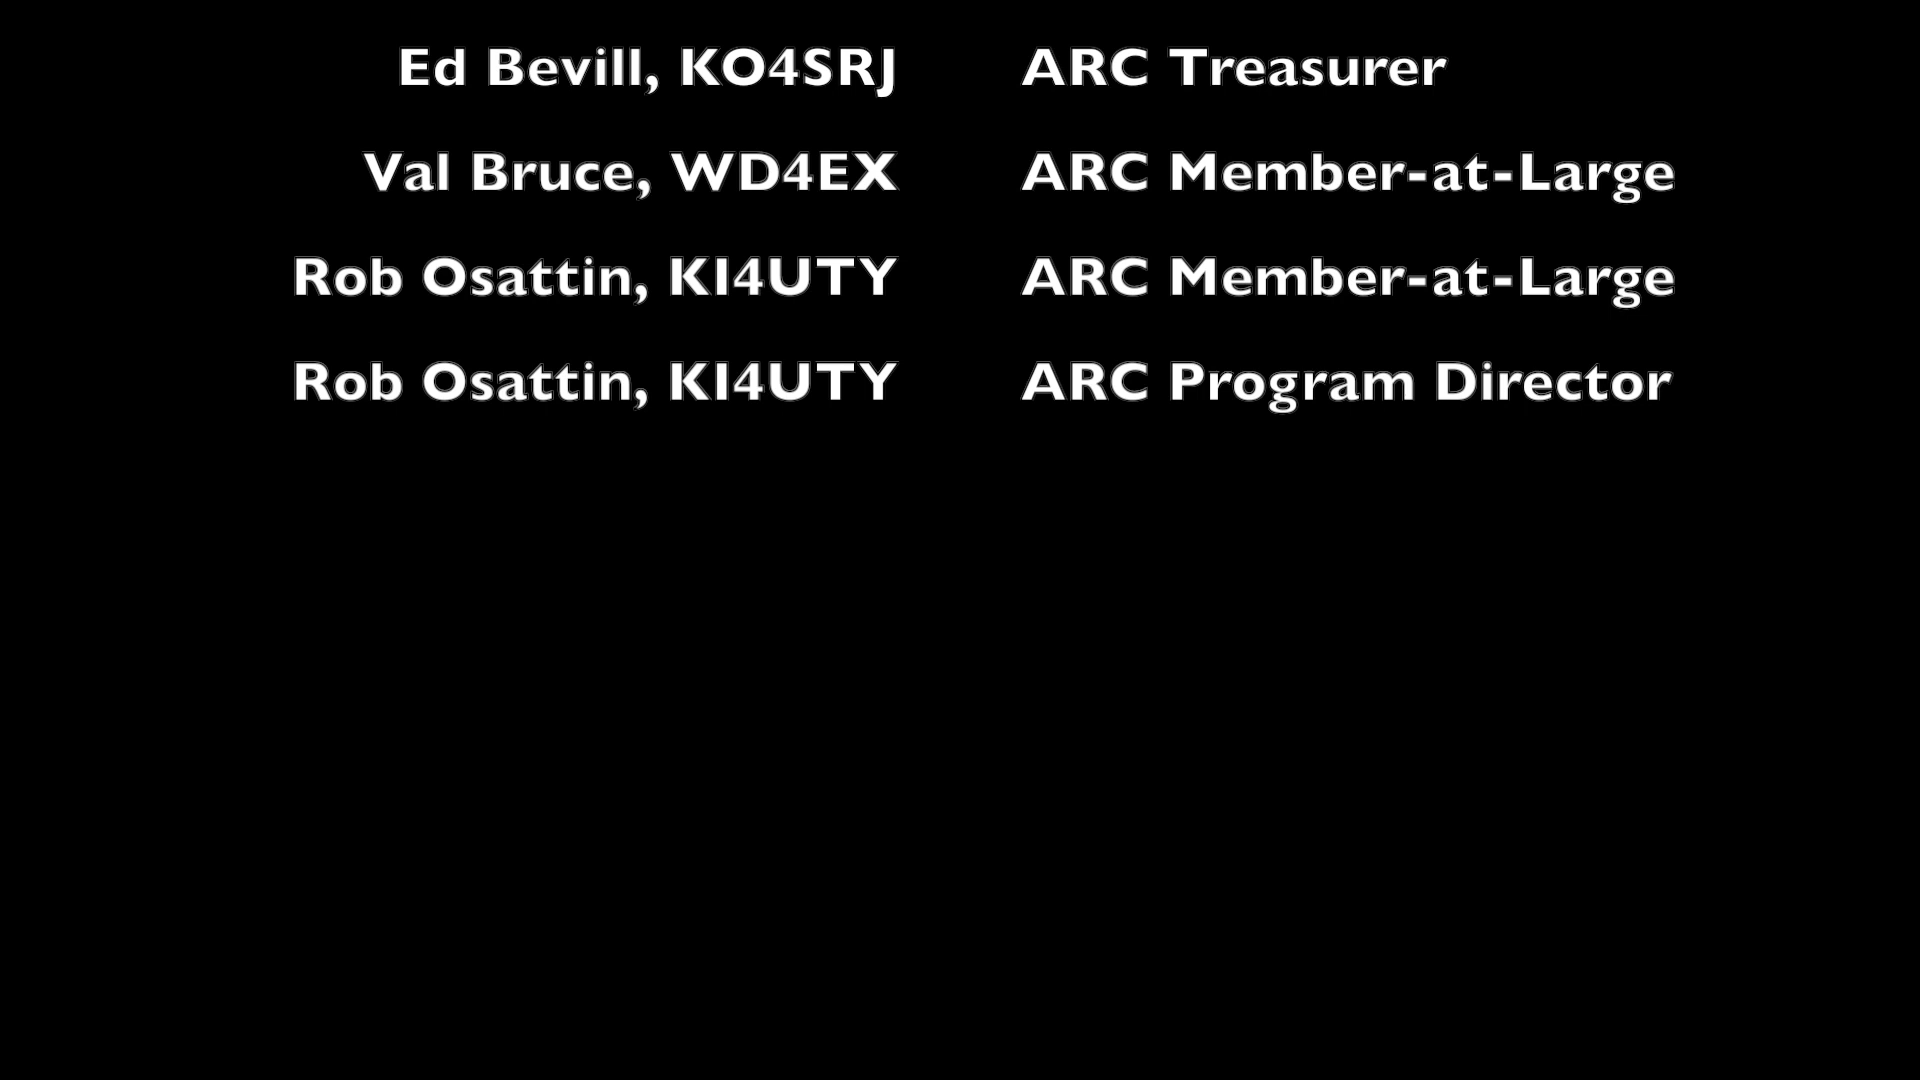 Ed Bevill, KO4SRJ ARC Treasurer
Val Bruce, WD4EX ARC Member-at-Large
Rob Osattin, KI4UTY ARC Member-at-Large
Rob Osattin, KI4UTY ARC Program Director